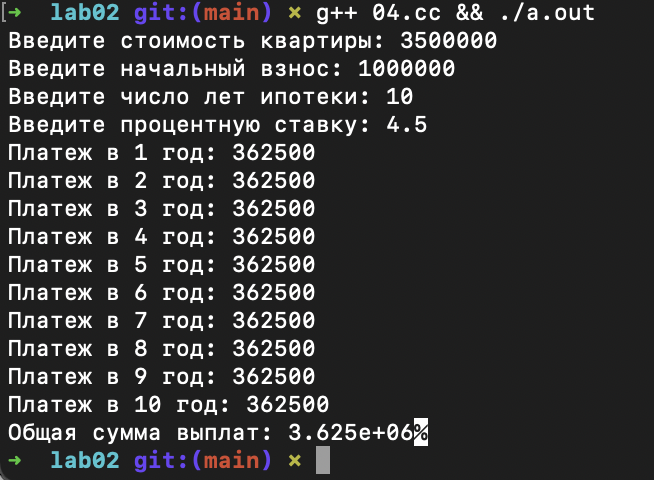 [➜  lab02 git:(main) × g++ 04.cc && ./a.out
Введите стоимость квартиры: 3500000
Введите начальный взнос: 1000000
Введите число лет ипотеки: 10
Введите процентную ставку: 4.5
Платеж в 1 год: 362500
Платеж в 2 год: 362500
Платеж в 3 год: 362500
Платеж в 4 год: 362500
Платеж в 5 год: 362500
Платеж в 6 год: 362500
Платеж в 7 год: 362500
Платеж в 8 год: 362500
Платеж в 9 год: 362500
Платеж в 10 год: 362500
Общая сумма выплат: 3.625e+06%
➜  lab02 git:(main) ×